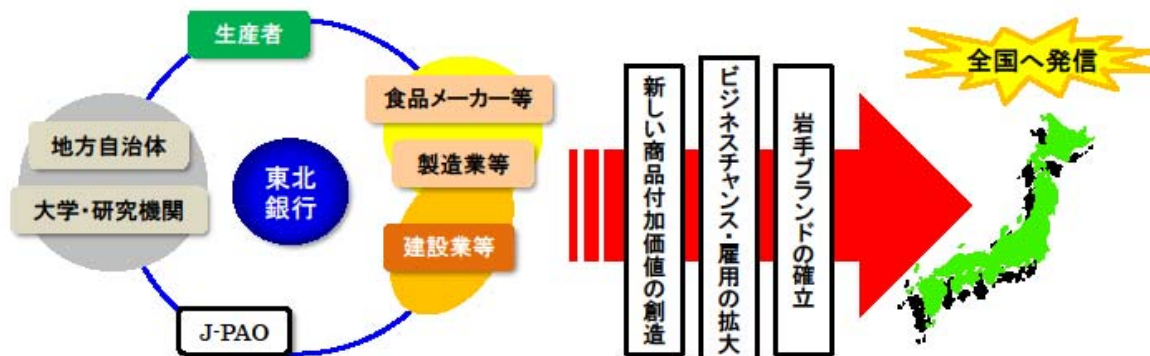 生産者
食品メーカー等
地方自治体
製造業等
大学・研究機関
東北
銀行
建設業等
J-PAO
新しい商品付加価値の創造
ビジネスチャンス・雇用の拡大
岩手ブランドの確立
全国へ発信